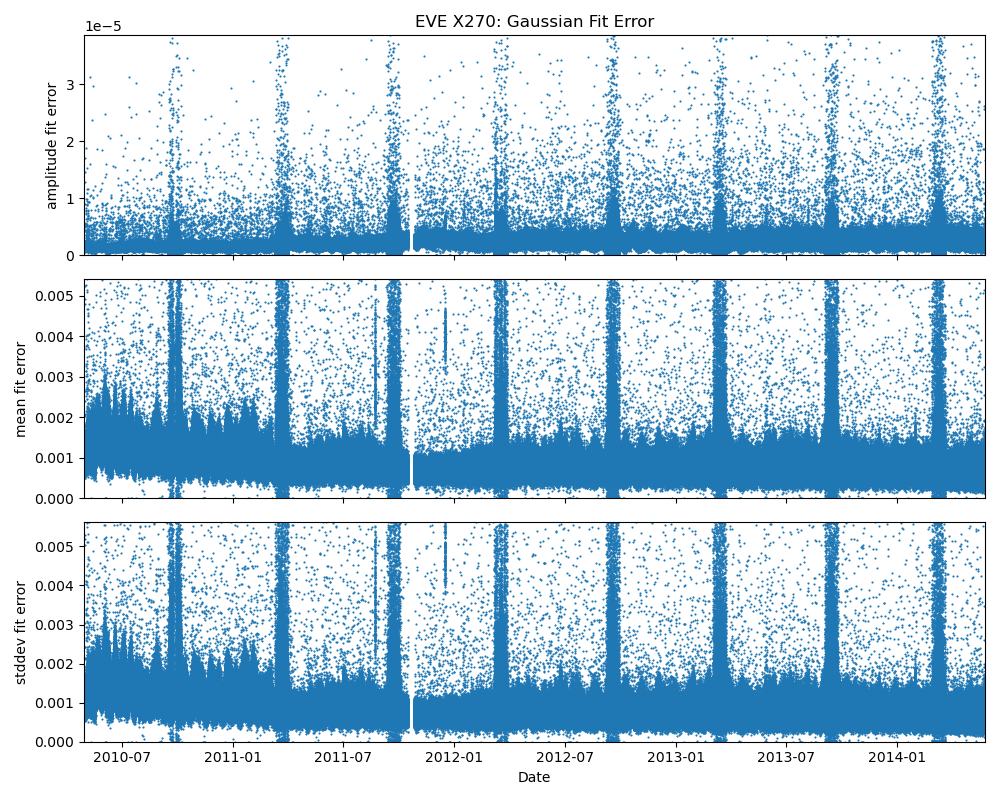 EVE X270: Gaussian Fit Error
1e−5
amplitude fit error
3
2
1
0
mean fit error
0.005
0.004
0.003
0.002
0.001
0.000
stddev fit error
0.005
0.004
0.003
0.002
0.001
0.000
2010-07 2011-01 2011-07 2012-01 2012-07 2013-01 2013-07 2014-01
Date